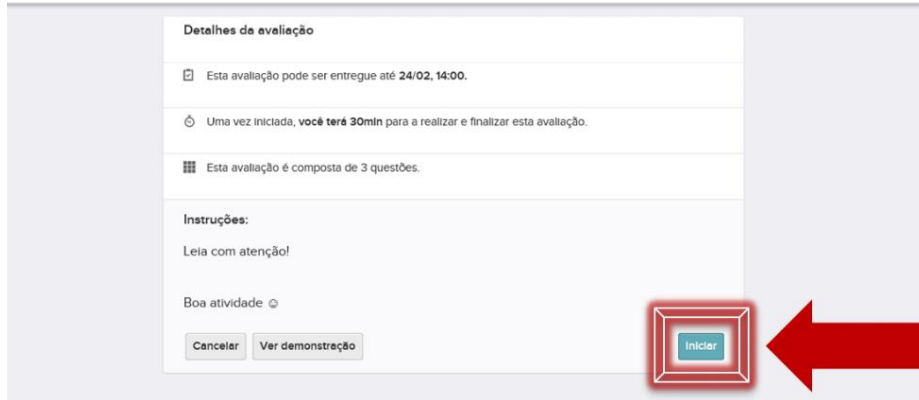 Detalhes da avaliação
Esta avaliação pode ser entregue até 24/02, 14:00.
Uma vez iniciada, você terá 30min para a realizar e finalizar esta avaliação.
Esta avaliação é composta de 3 questões.
Instruções:
Leia com atenção!
Boa atividade ☺
Cancelar Ver demonstração Iniciar